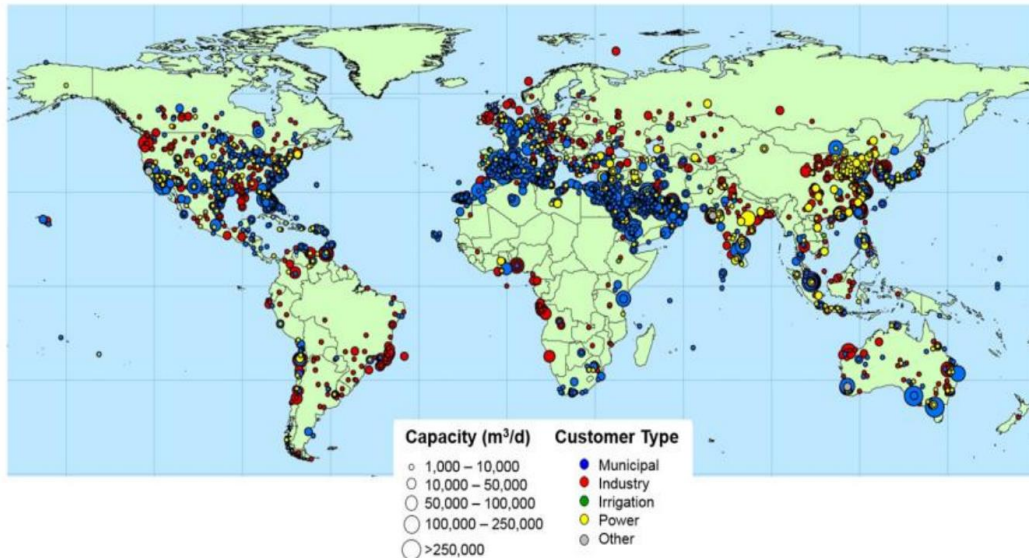 Capacity (m³/d)
1,000 – 10,000
10,000 – 50,000
50,000 – 100,000
100,000 – 250,000
>250,000
Customer Type
Municipal
Industry
Irrigation
Power
Other